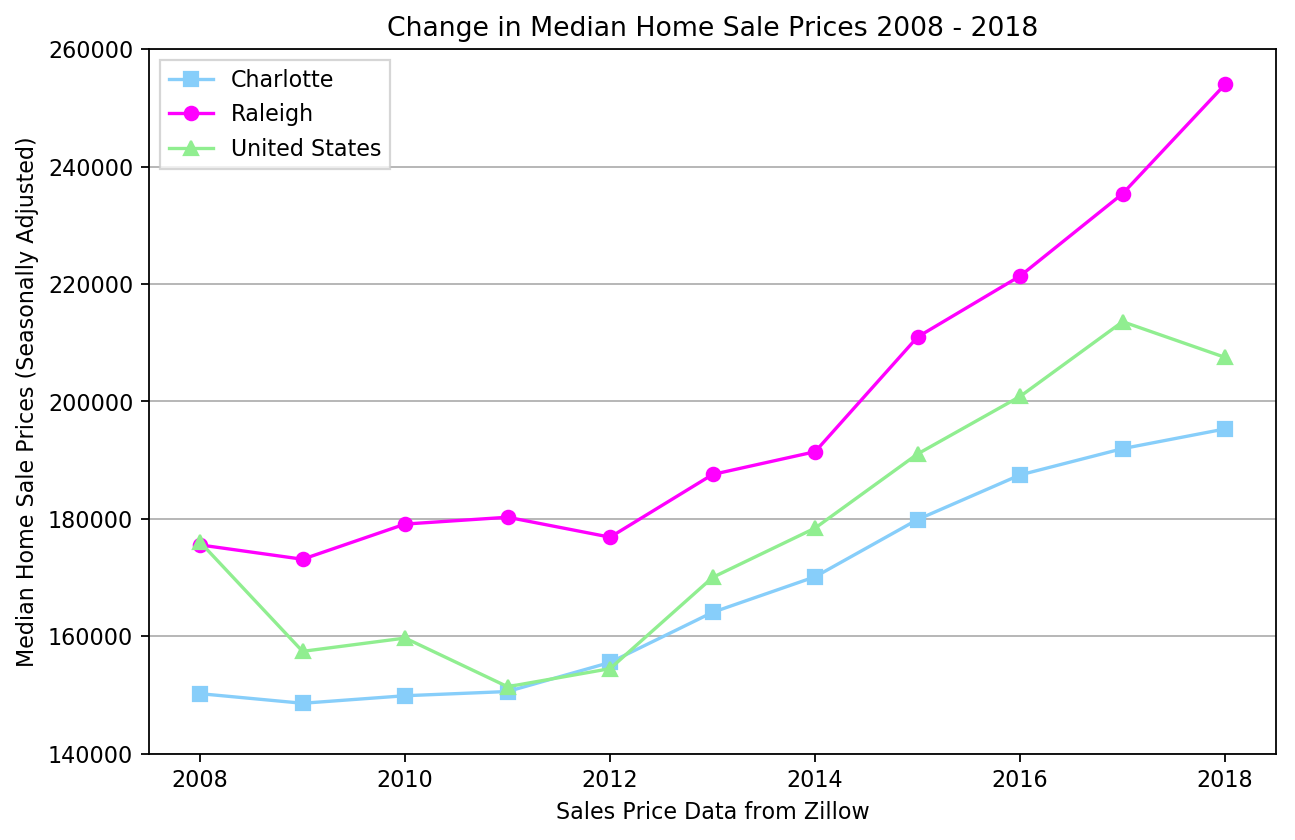 Change in Median Home Sale Prices 2008 - 2018
260000
240000
220000
200000
180000
160000
140000
Median Home Sale Prices (Seasonally Adjusted)
Charlotte
Raleigh
United States
2008 2010 2012 2014 2016 2018
Sales Price Data from Zillow